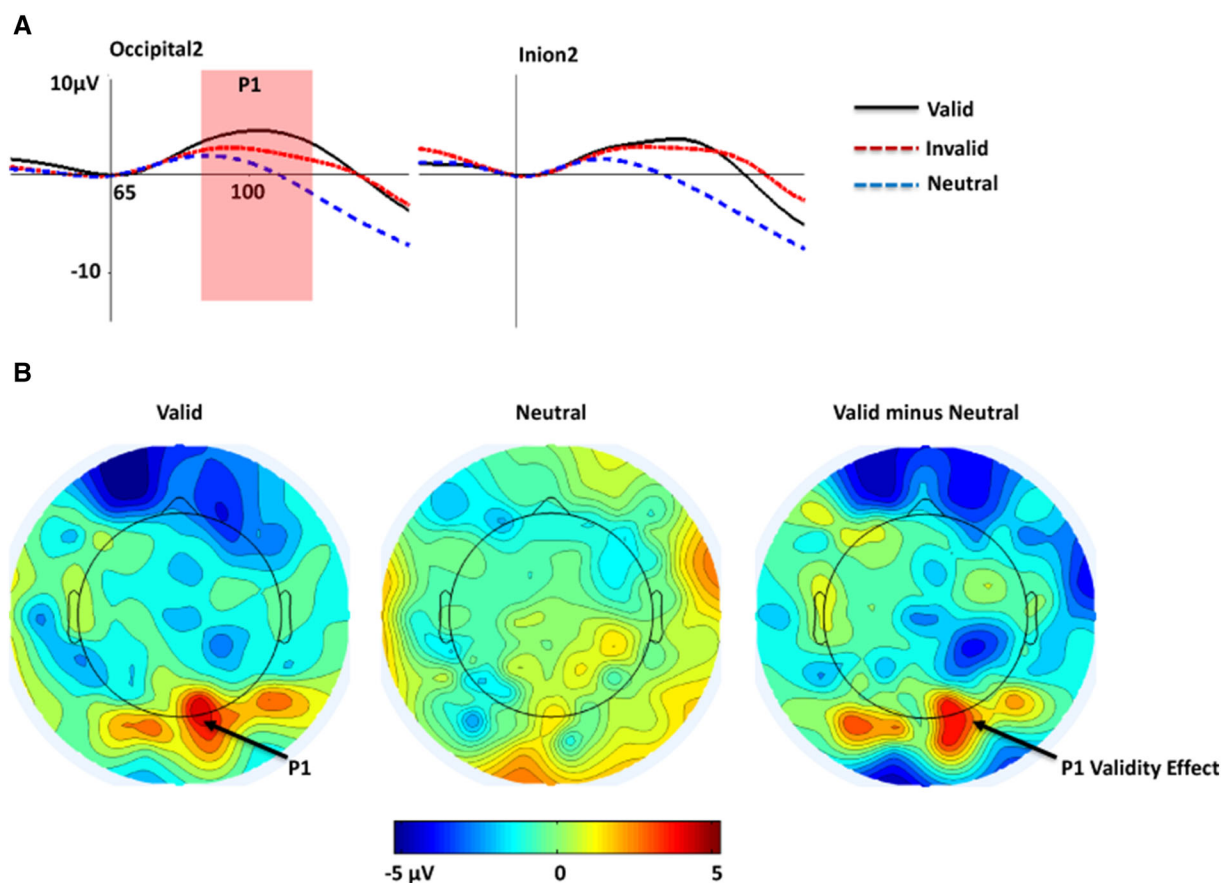 A
Occipital2
Inion2
10µV
P1
65
100
-10
Valid
Invalid
Neutral
B
Valid
Neutral
Valid minus Neutral
P1
P1 Validity Effect
-5 µV
0
5